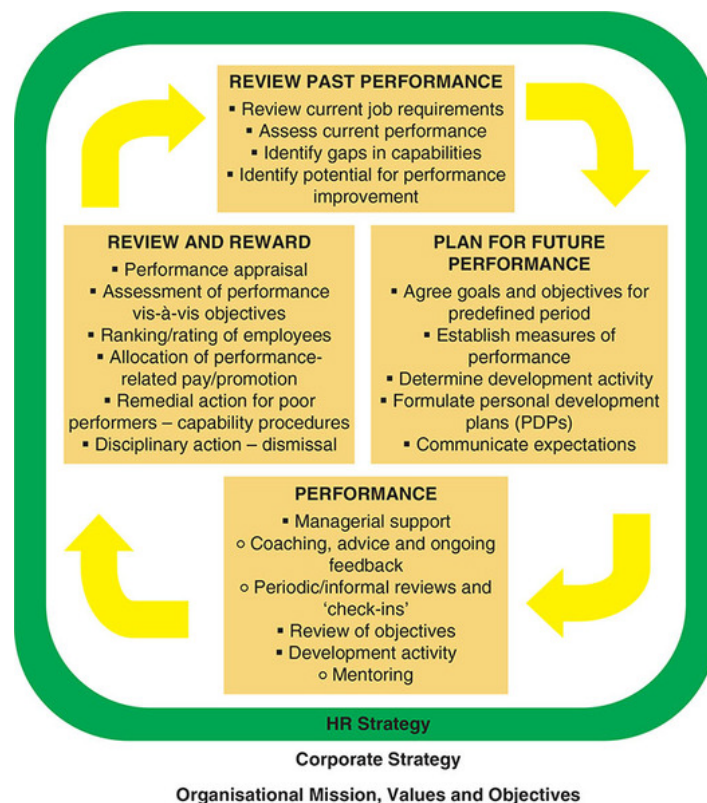 REVIEW PAST PERFORMANCE
▪ Review current job requirements
▪ Assess current performance
▪ Identify gaps in capabilities
▪ Identify potential for performance
improvement
REVIEW AND REWARD
▪ Performance appraisal
▪ Assessment of performance
vis-à-vis objectives
▪ Ranking/rating of employees
▪ Allocation of performance-
related pay/promotion
▪ Remedial action for poor
performers – capability procedures
▪ Disciplinary action – dismissal
PLAN FOR FUTURE
PERFORMANCE
▪ Agree goals and objectives for
predefined period
▪ Establish measures of
performance
▪ Determine development activity
▪ Formulate personal development
plans (PDPs)
▪ Communicate expectations
PERFORMANCE
▪ Managerial support
○ Coaching, advice and ongoing
feedback
○ Periodic/informal reviews and
‘check-ins’
▪ Review of objectives
▪ Development activity
○ Mentoring
HR Strategy
Corporate Strategy
Organisational Mission, Values and Objectives